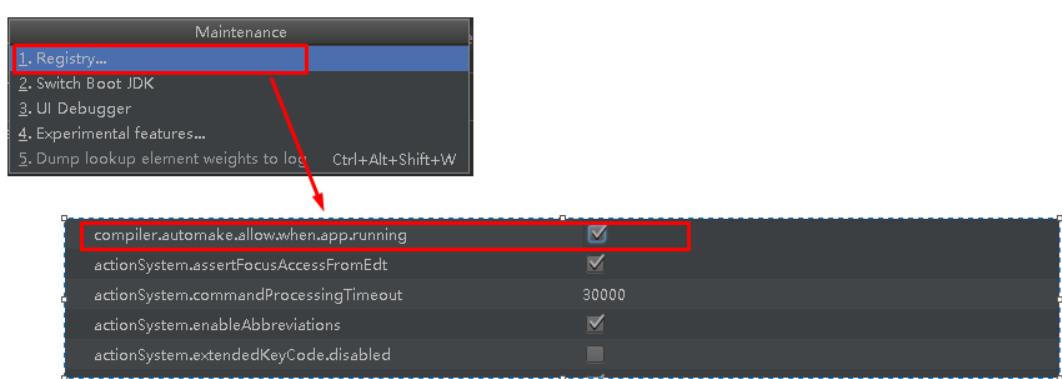 Maintenance
1. Registry...
2. Switch Boot JDK
3. UI Debugger
4. Experimental features...
5. Dump lookup element weights to log Ctrl+Alt+Shift+W
compiler.automake.allow.when.app.running
actionSystem.assertFocusAccessFromEdt
actionSystem.commandProcessingTimeout 30000
actionSystem.enableAbbreviations
actionSystem.extendedKeyCode.disabled